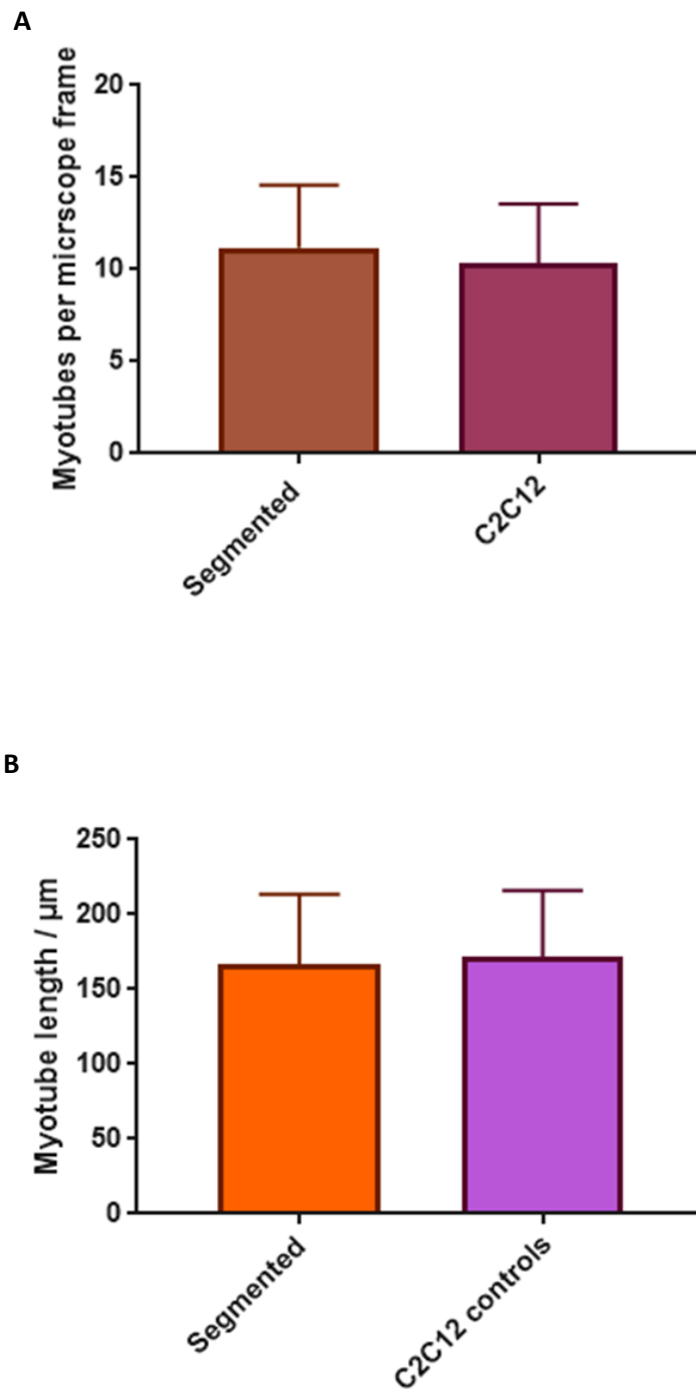 A
Myotubes per micrscope frame
20
15
10
5
0
Segmented
C2C12
B
Myotube length / µm
250
200
150
100
50
0
Segmented
C2C12 controls